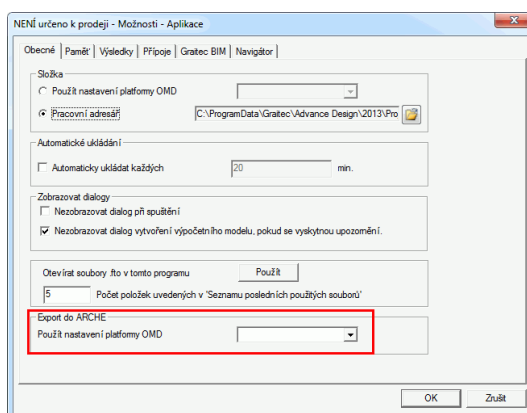 NENÍ určeno k prodeji - Možnosti - Aplikace
Obecné Paměť Výsledky Přípoje Graitec BIM Navigátor
Složka
Použít nastavení platformy OMD
Pracovní adresář C:\ProgramData\Graitec\Advance Design\2013\Pro
Automatické ukládání
Automaticky ukládat každých 20 min.
Zobrazovat dialogy
Nezobrazovat dialog při spuštění
Nezobrazovat dialog vytvoření výpočetního modelu, pokud se vyskytnou upozornění.
Otevírat soubory .fto v tomto programu Použít
5 Počet položek uvedených v 'Seznamu posledních použitých souborů'
Export do ARCHE
Použít nastavení platformy OMD
OK Zrušit